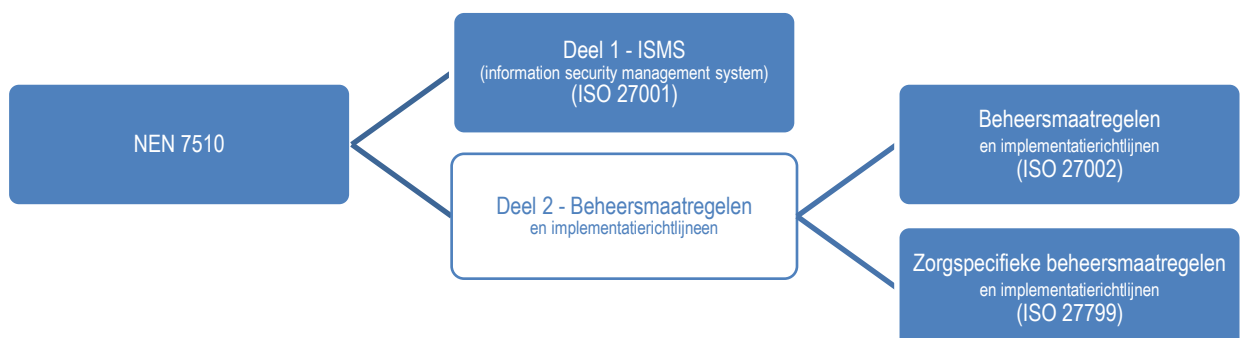 NEN 7510
Deel 1 - ISMS
(information security management system)
(ISO 27001)
Deel 2 - Beheersmaatregelen
en implementatierichtlijneen
Beheersmaatregelen
en implementatierichtlijnen
(ISO 27002)
Zorgspecifieke beheersmaatregelen
en implementatierichtlijnen
(ISO 27799)